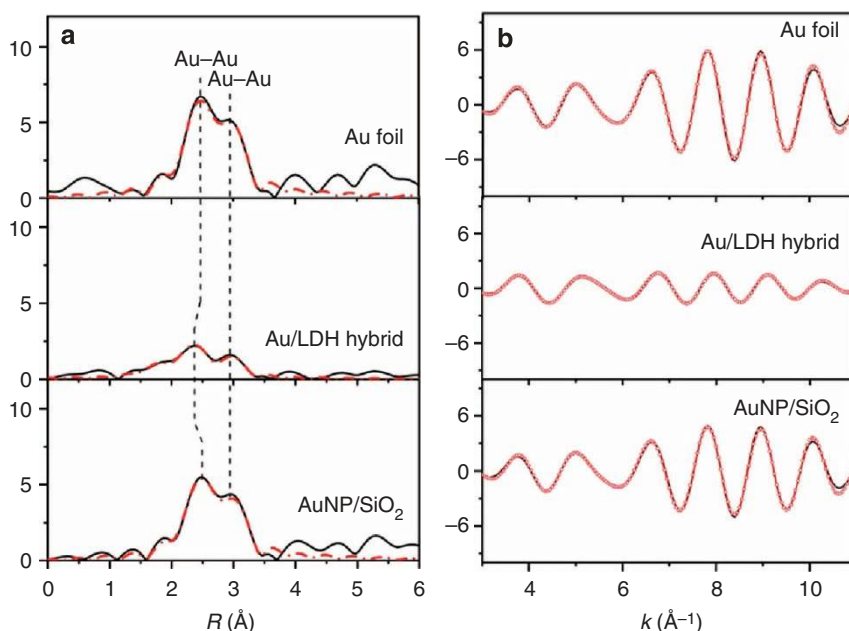 a
Au–Au
Au–Au
Au foil
10
5
0
Au/LDH hybrid
10
5
0
AuNP/SiO₂
10
5
0
0 1 2 3 4 5 6
R (Å)
b
Au foil
6
0
–6
Au/LDH hybrid
6
0
–6
AuNP/SiO₂
6
0
–6
4 6 8 10
k (Å⁻¹)